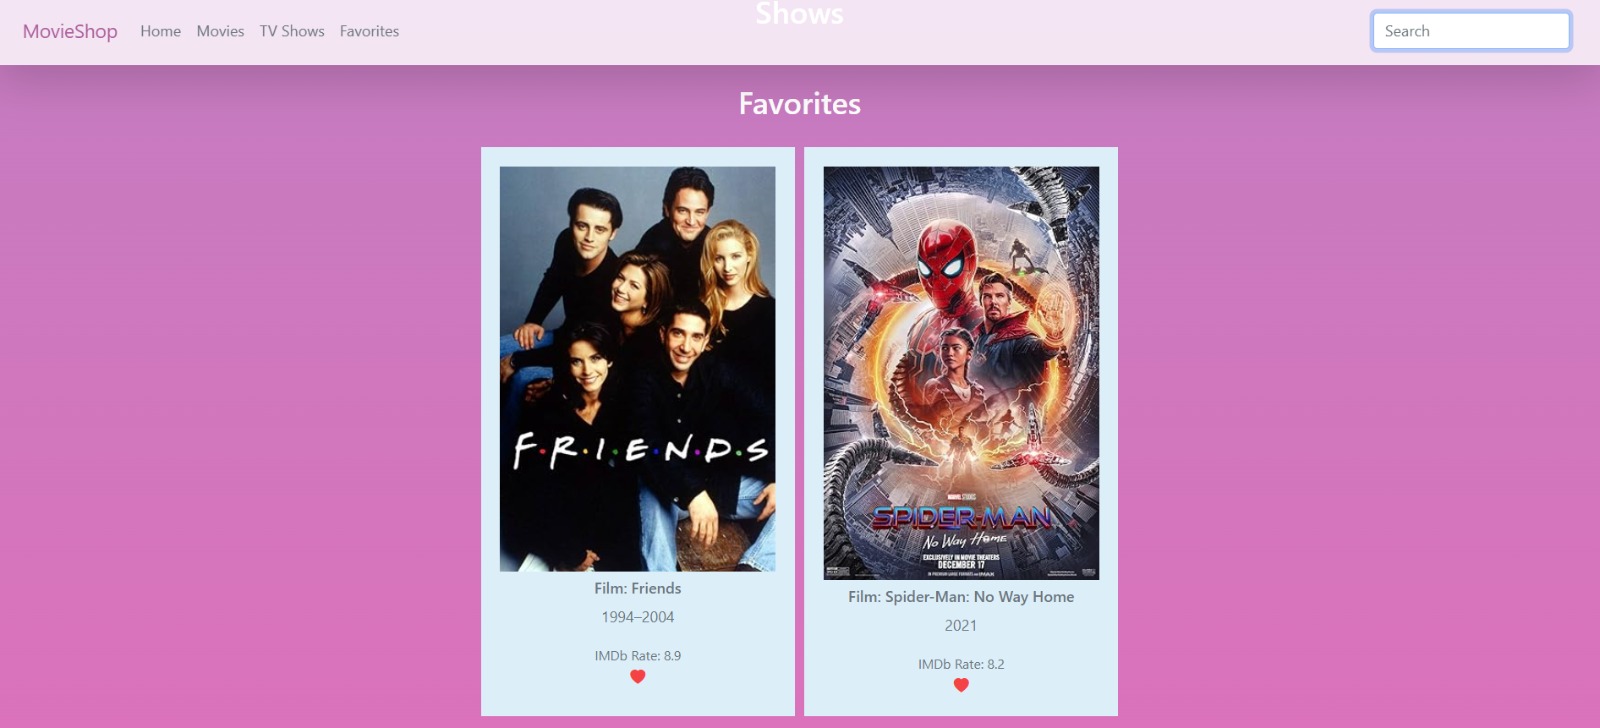 Shows
MovieShop Home Movies TV Shows Favorites Search
Favorites
F·R·I·E·N·D·S
MARVEL STUDIOS
SPIDER-MAN
No Way Home
EXCLUSIVELY IN MOVIE THEATERS
DECEMBER 17
Film: Friends
1994–2004
IMDb Rate: 8.9
Film: Spider-Man: No Way Home
2021
IMDb Rate: 8.2